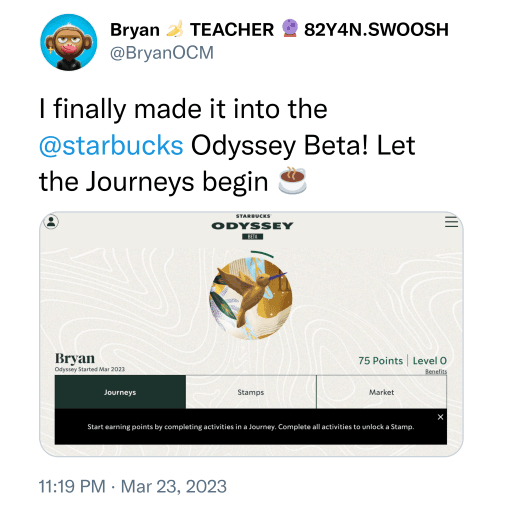 Bryan 🍌 TEACHER 🔮 82Y4N.SWOOSH
@BryanOCM
I finally made it into the
@starbucks Odyssey Beta! Let
the Journeys begin ☕
STARBUCKS
ODYSSEY
BETA
Bryan
Odyssey Started Mar 2023
75 Points | Level 0
Benefits
Journeys
Stamps
Market
Start earning points by completing activities in a Journey. Complete all activities to unlock a Stamp.
11:19 PM · Mar 23, 2023